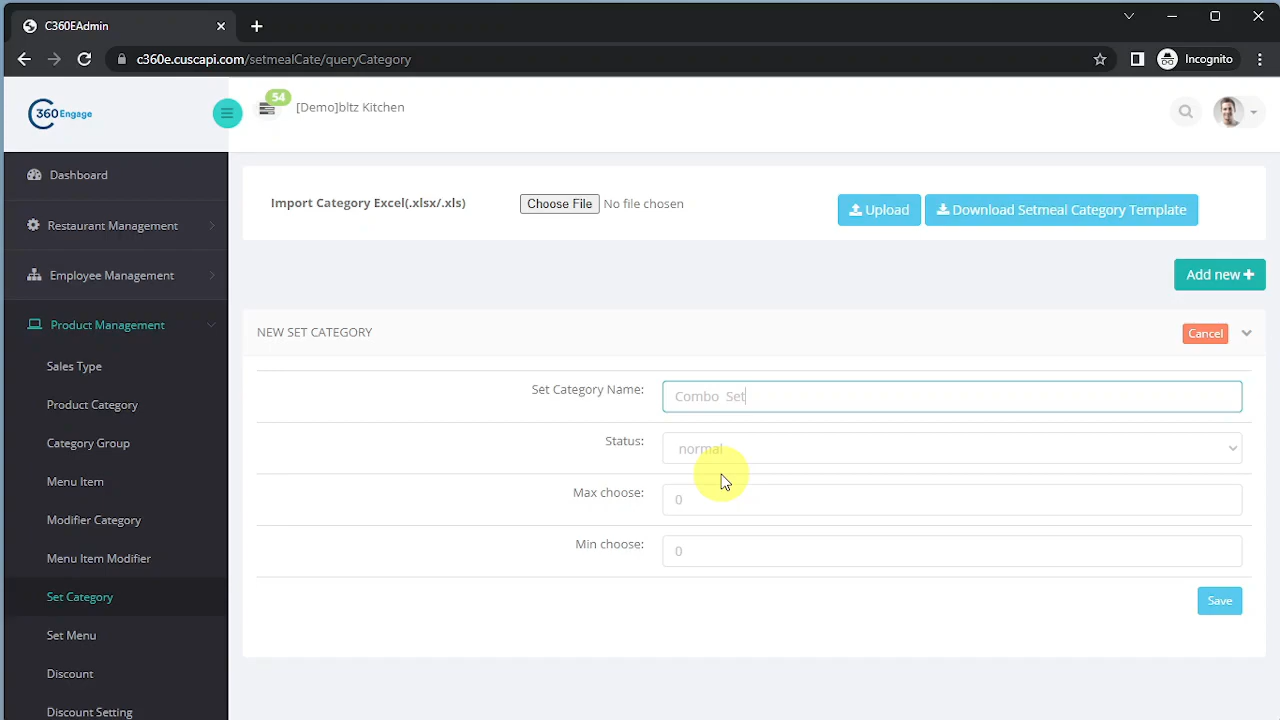 C360EAdmin
c360e.cuscapi.com/setmealCate/queryCategory
Incognito
360 Engage
54
[Demo]bltz Kitchen
Dashboard
Restaurant Management
Employee Management
Product Management
Sales Type
Product Category
Category Group
Menu Item
Modifier Category
Menu Item Modifier
Set Category
Set Menu
Discount
Discount Setting
Import Category Excel(.xlsx/.xls)
Choose File No file chosen
Upload
Download Setmeal Category Template
Add new
NEW SET CATEGORY
Cancel
Set Category Name:
Combo  Set
Status:
normal
Max choose:
0
Min choose:
0
Save